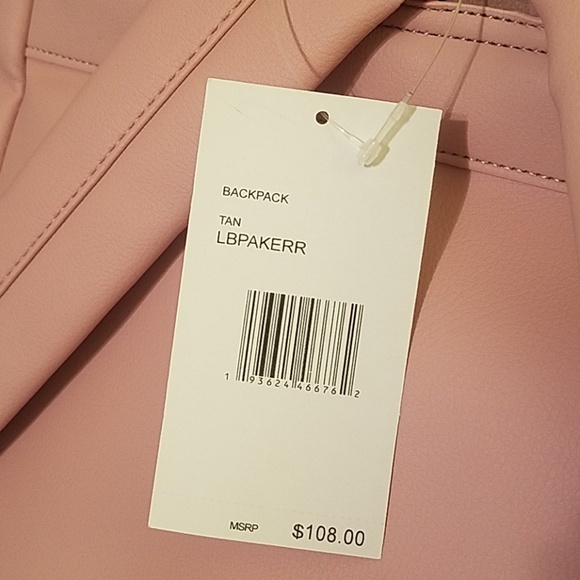 BACKPACK
TAN
LBPAKERR
1 93624 46676 2
MSRP $108.00